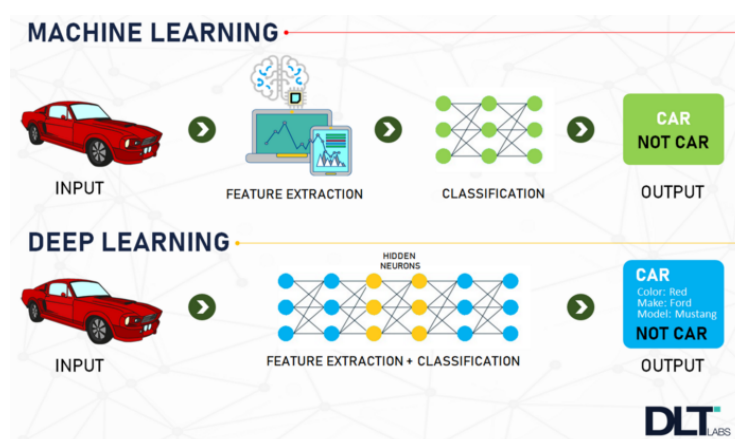 MACHINE LEARNING
INPUT
FEATURE EXTRACTION
CLASSIFICATION
CAR
NOT CAR
OUTPUT
DEEP LEARNING
HIDDEN
NEURONS
INPUT
FEATURE EXTRACTION + CLASSIFICATION
CAR
Color: Red
Make: Ford
Model: Mustang
NOT CAR
OUTPUT
DLT
LABS